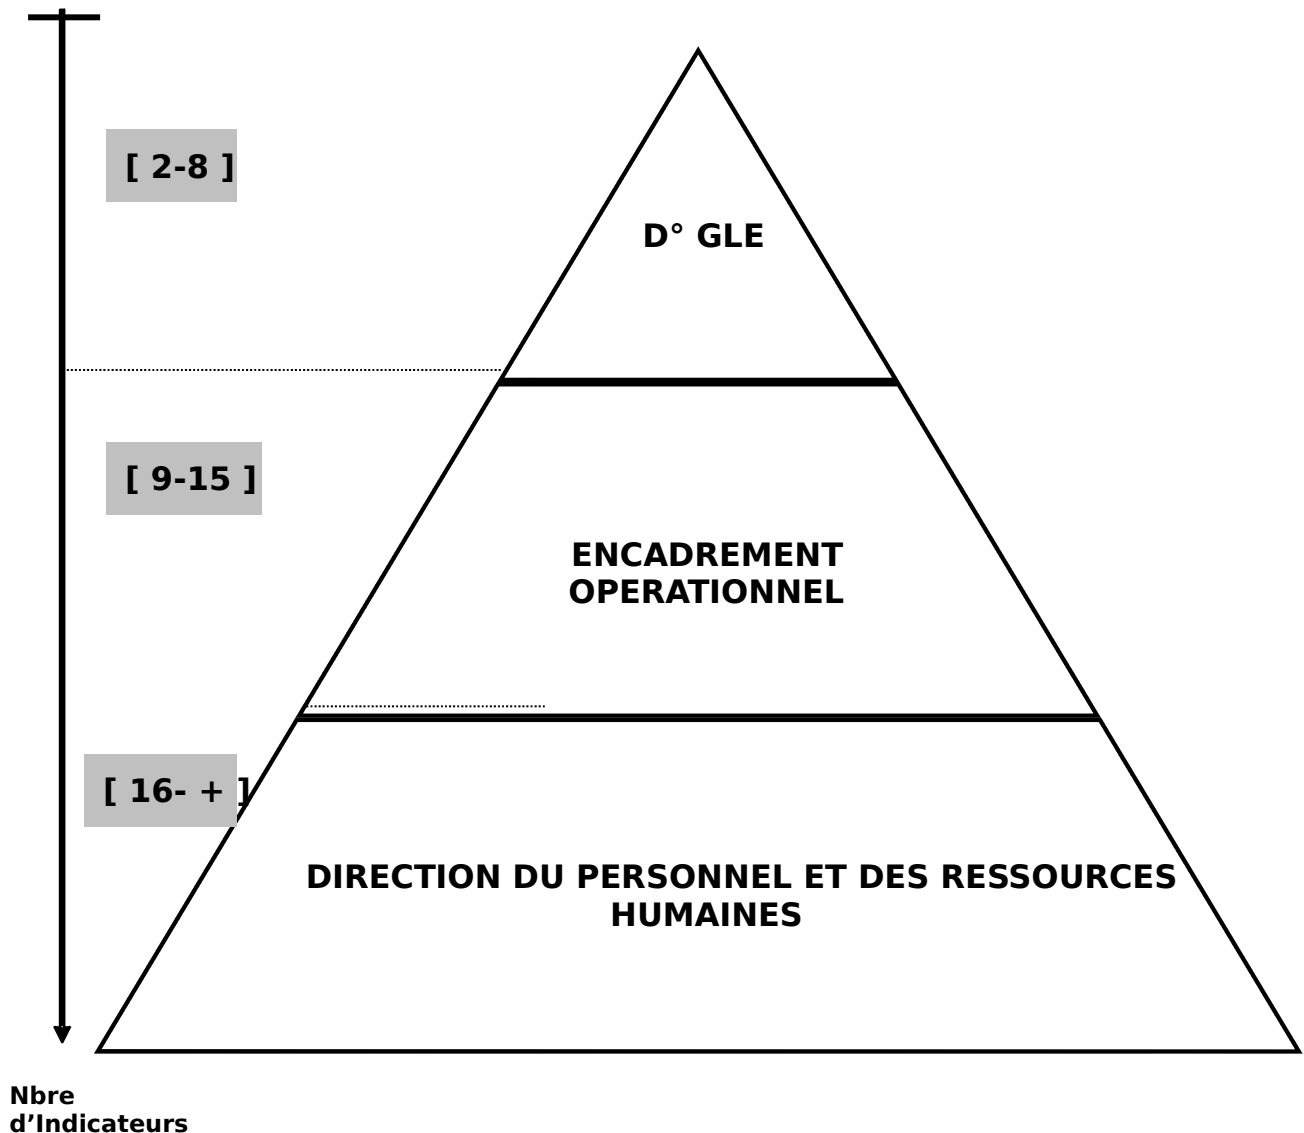 [ 2-8 ]
D° GLE
[ 9-15 ]
ENCADREMENT
OPERATIONNEL
[ 16- + ]
DIRECTION DU PERSONNEL ET DES RESSOURCES
HUMAINES
Nbre
d’Indicateurs